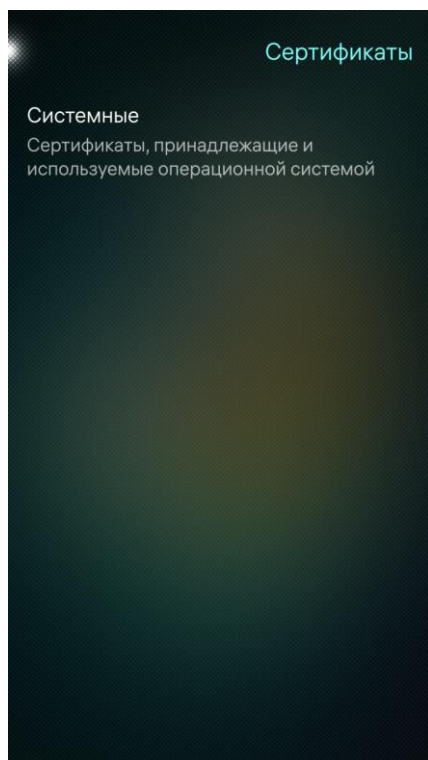 Сертификаты
Системные
Сертификаты, принадлежащие и
используемые операционной системой